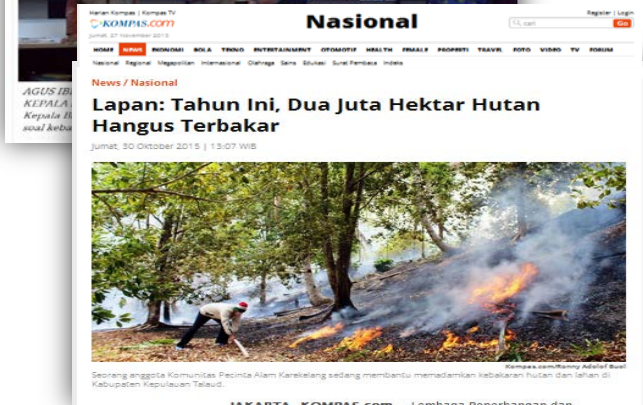 Harian Kompas | Kompas TV
KOMPAS.com
Jumat, 27 November 2015
Nasional
cari
Register | Login
Go
HOME NEWS EKONOMI BOLA TEKNO ENTERTAINMENT OTOMOTIF HEALTH FEMALE PROPERTI TRAVEL FOTO VIDEO TV FORUM
Nasional Regional Megapolitan Internasional Olahraga Sains Edukasi Surat Pembaca Indeks
News / Nasional
Lapan: Tahun Ini, Dua Juta Hektar Hutan
Hangus Terbakar
Jumat, 30 Oktober 2015 | 13:07 WIB
Kompas.com/Ronny Adolof Buol
Seorang anggota Komunitas Pecinta Alam Karekelang sedang membantu memadamkan kebakaran hutan dan lahan di
Kabupaten Kepulauan Talaud.
JAKARTA, KOMPAS.com - Lembaga Penerbangan dan
AGUS
KEPALA
Kepala
soal